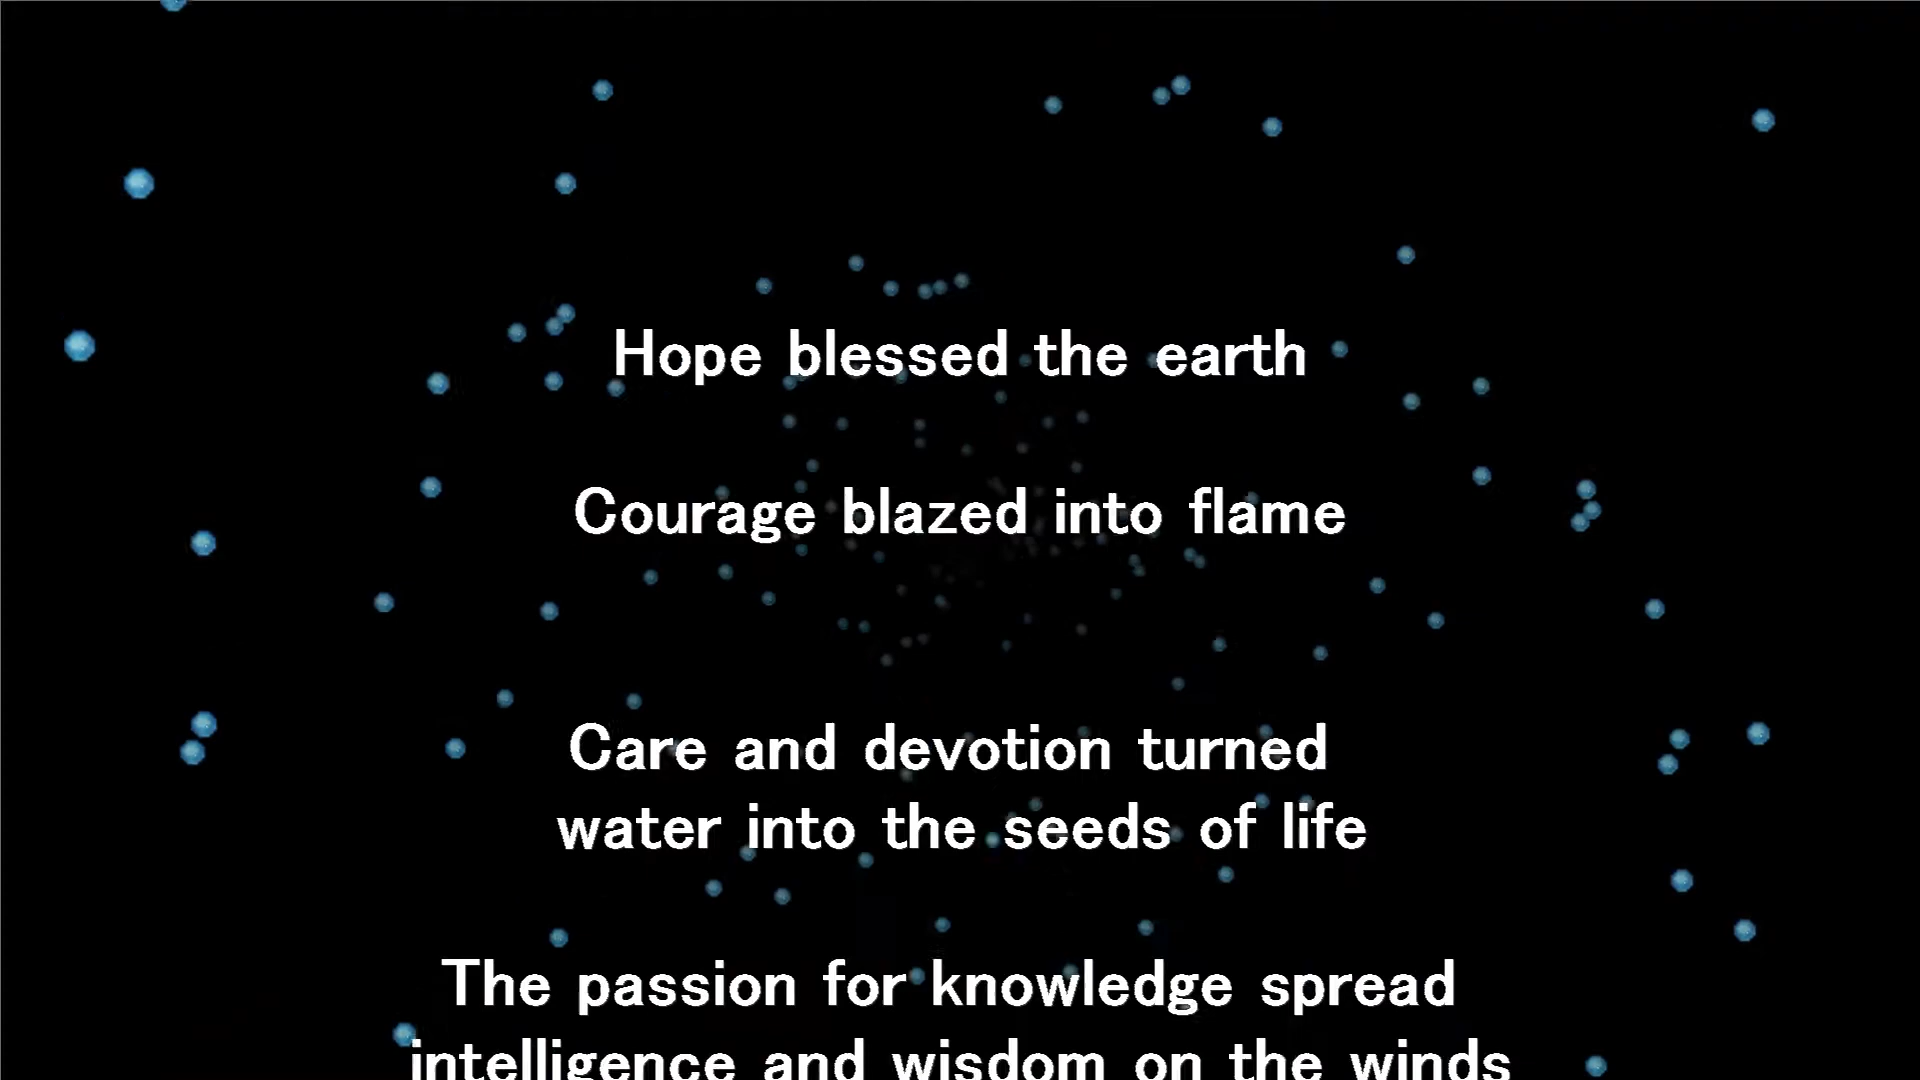 Hope blessed the earth
Courage blazed into flame
Care and devotion turned
water into the seeds of life
The passion for knowledge spread
intelligence and wisdom on the winds